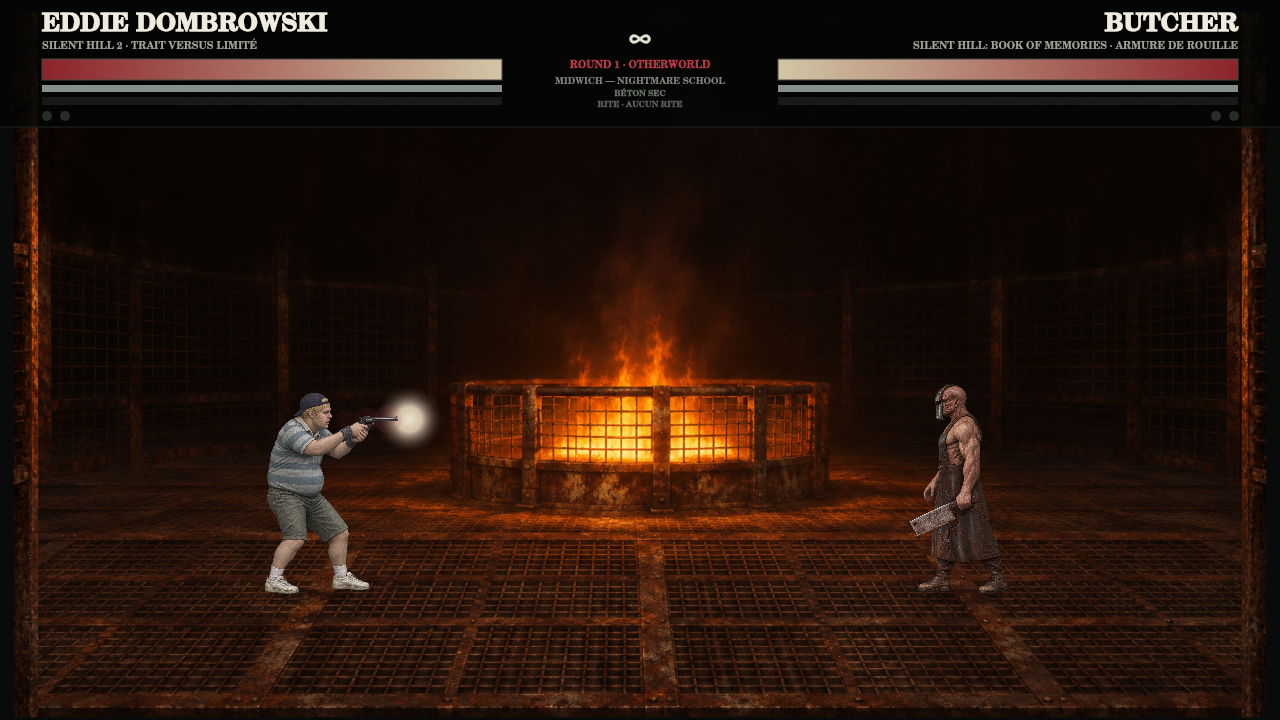 EDDIE DOMBROWSKI
SILENT HILL 2 · TRAIT VERSUS LIMITÉ
∞
ROUND 1 · OTHERWORLD
MIDWICH — NIGHTMARE SCHOOL
BÉTON SEC
RITE · AUCUN RITE
BUTCHER
SILENT HILL: BOOK OF MEMORIES · ARMURE DE ROUILLE